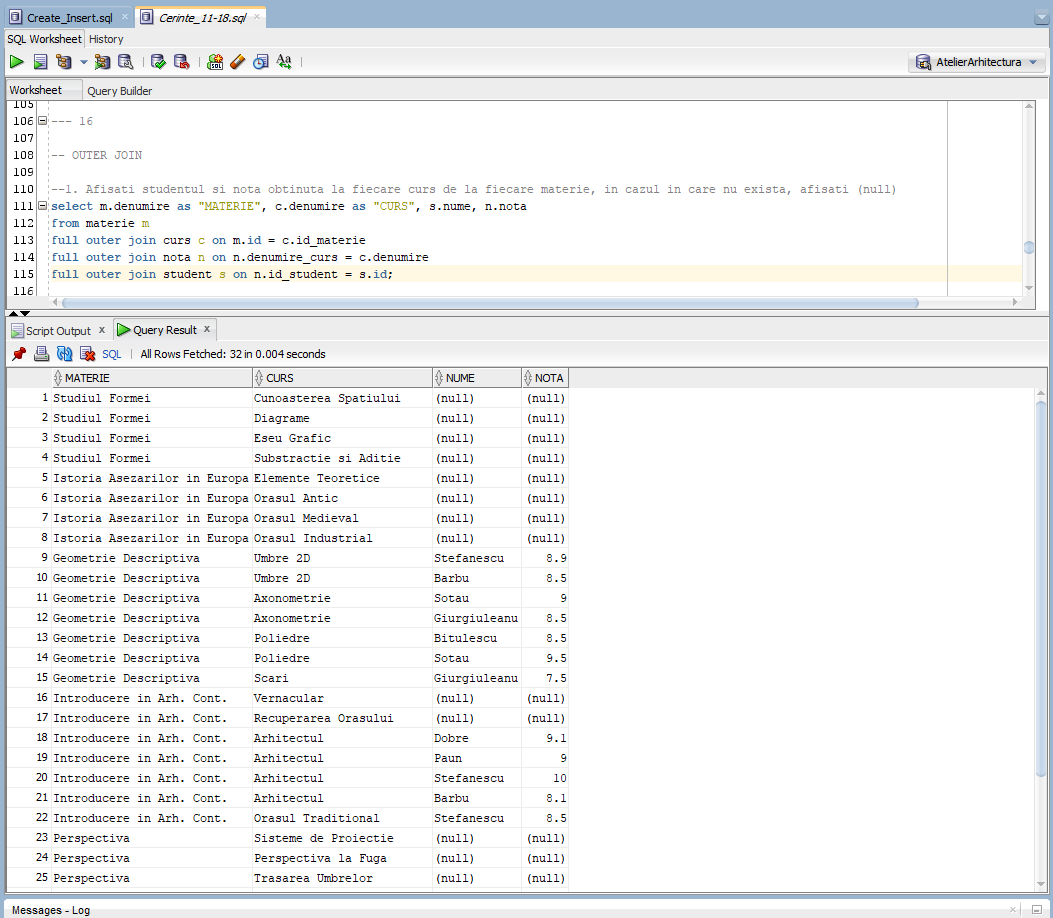 Create_Insert.sql × Cerinte_11-18.sql ×
SQL Worksheet History
AtelierArhitectura
Worksheet Query Builder
105
106 --- 16
107
108 -- OUTER JOIN
109
110 --1. Afisati studentul si nota obtinuta la fiecare curs de la fiecare materie, in cazul in care nu exista, afisati (null)
111 select m.denumire as "MATERIE", c.denumire as "CURS", s.nume, n.nota
112 from materie m
113 full outer join curs c on m.id = c.id_materie
114 full outer join nota n on n.denumire_curs = c.denumire
115 full outer join student s on n.id_student = s.id;
116
Script Output × Query Result ×
SQL | All Rows Fetched: 32 in 0.004 seconds
MATERIE CURS NUME NOTA
1 Studiul Formei Cunoasterea Spatiului (null) (null)
2 Studiul Formei Diagrame (null) (null)
3 Studiul Formei Eseu Grafic (null) (null)
4 Studiul Formei Substractie si Aditie (null) (null)
5 Istoria Asezarilor in Europa Elemente Teoretice (null) (null)
6 Istoria Asezarilor in Europa Orasul Antic (null) (null)
7 Istoria Asezarilor in Europa Orasul Medieval (null) (null)
8 Istoria Asezarilor in Europa Orasul Industrial (null) (null)
9 Geometrie Descriptiva Umbre 2D Stefanescu 8.9
10 Geometrie Descriptiva Umbre 2D Barbu 8.5
11 Geometrie Descriptiva Axonometrie Sotau 9
12 Geometrie Descriptiva Axonometrie Giurgiuleanu 8.5
13 Geometrie Descriptiva Poliedre Bitulescu 8.5
14 Geometrie Descriptiva Poliedre Sotau 9.5
15 Geometrie Descriptiva Scari Giurgiuleanu 7.5
16 Introducere in Arh. Cont. Vernacular (null) (null)
17 Introducere in Arh. Cont. Recuperarea Orasului (null) (null)
18 Introducere in Arh. Cont. Arhitectul Dobre 9.1
19 Introducere in Arh. Cont. Arhitectul Paun 9
20 Introducere in Arh. Cont. Arhitectul Stefanescu 10
21 Introducere in Arh. Cont. Arhitectul Barbu 8.1
22 Introducere in Arh. Cont. Orasul Traditional Stefanescu 8.5
23 Perspectiva Sisteme de Proiectie (null) (null)
24 Perspectiva Perspectiva la Fuga (null) (null)
25 Perspectiva Trasarea Umbrelor (null) (null)
Messages - Log